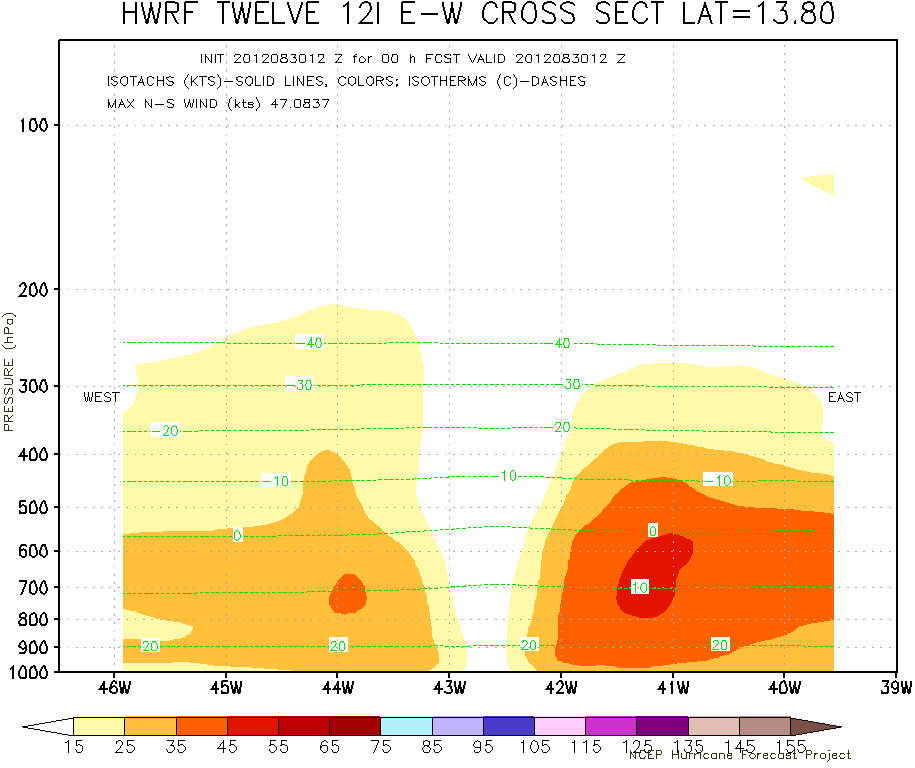 HWRF TWELVE 12I E-W CROSS SECT LAT=13.80
INIT 2012083012 Z for 00 h FCST VALID 2012083012 Z
ISOTACHS (KTS)-SOLID LINES, COLORS; ISOTHERMS (C)-DASHES
MAX N-S WIND (kts) 47.0837
100
200
-40 40
300 -30 -30
WEST EAST
PRESSURE (hPa)
-20 20
400
-10 10 -10
500
0 0
600
700 10
800
900 20 20 20 20
1000
46W 45W 44W 43W 42W 41W 40W 39W
15 25 35 45 55 65 75 85 95 105 115 125 135 145 155
NCEP Hurricane Forecast Project